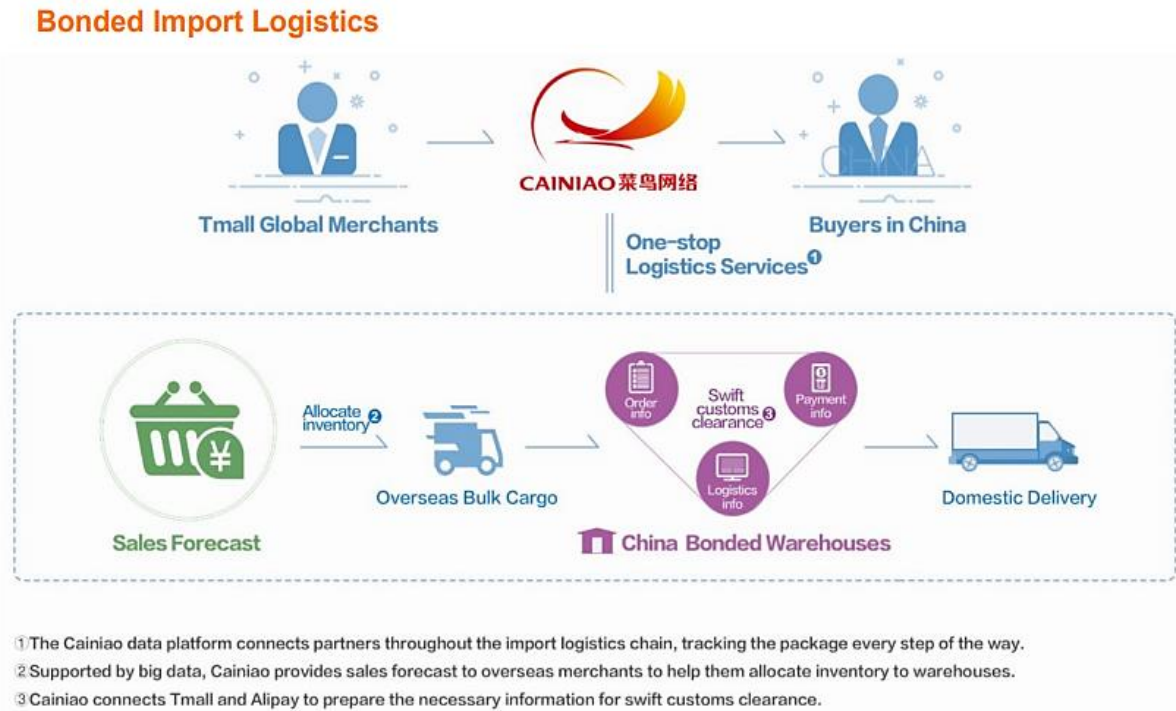 Bonded Import Logistics
CHINA
CAINIAO菜鸟网络
Tmall Global Merchants
Buyers in China
One-stop
Logistics Services❶
Allocate
inventory❷
Order
info
Swift
customs
clearance❸
Payment
info
Logistics
info
Overseas Bulk Cargo
Domestic Delivery
¥
$
Sales Forecast
China Bonded Warehouses
①The Cainiao data platform connects partners throughout the import logistics chain, tracking the package every step of the way.
②Supported by big data, Cainiao provides sales forecast to overseas merchants to help them allocate inventory to warehouses.
③Cainiao connects Tmall and Alipay to prepare the necessary information for swift customs clearance.